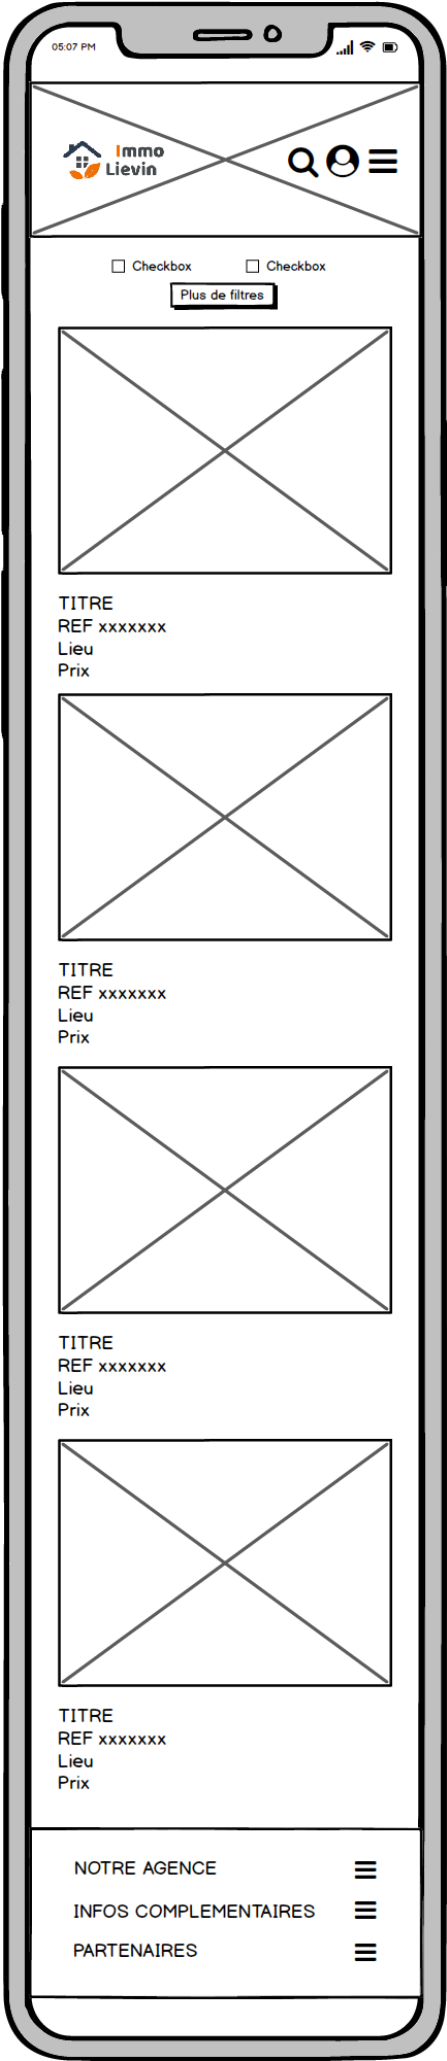 05:07 PM
Immo
Lievin
Checkbox Checkbox
Plus de filtres
TITRE
REF xxxxxxx
Lieu
Prix
TITRE
REF xxxxxxx
Lieu
Prix
TITRE
REF xxxxxxx
Lieu
Prix
TITRE
REF xxxxxxx
Lieu
Prix
NOTRE AGENCE
INFOS COMPLEMENTAIRES
PARTENAIRES